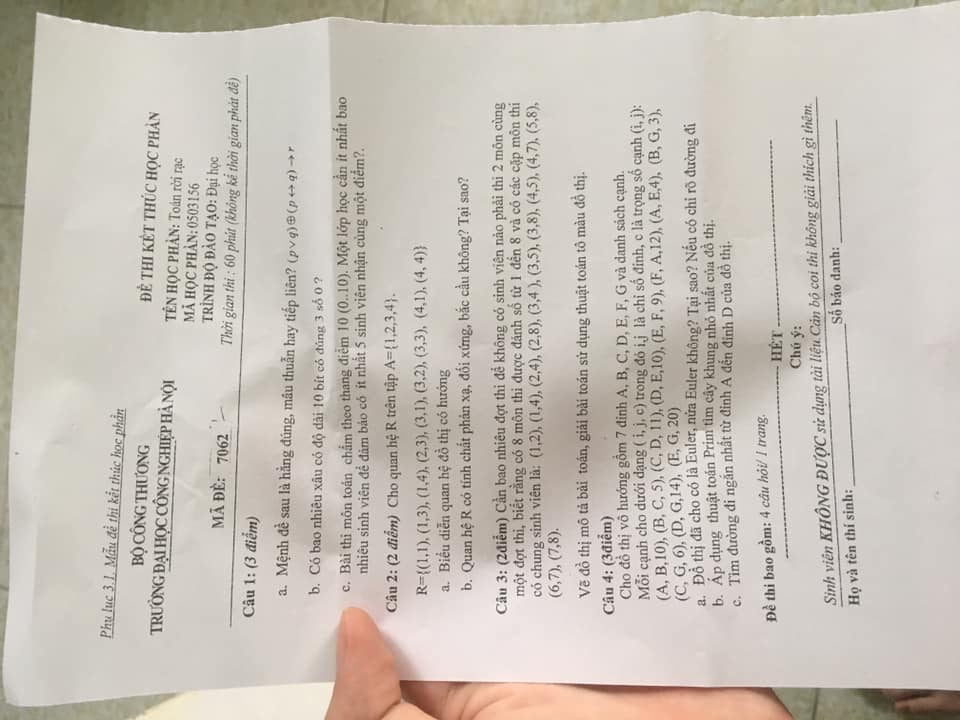 Phụ lục 3.1. Mẫu đề thi kết thúc học phần
BỘ CÔNG THƯƠNG
TRƯỜNG ĐẠI HỌC CÔNG NGHIỆP HÀ NỘI
MÃ ĐỀ: 7062
ĐỀ THI KẾT THÚC HỌC PHẦN
TÊN HỌC PHẦN: Toán rời rạc
MÃ HỌC PHẦN: 0503156
TRÌNH ĐỘ ĐÀO TẠO: Đại học
Thời gian thi : 60 phút (không kể thời gian phát đề)
Câu 1: (3 điểm)
a. Mệnh đề sau là hằng đúng, mâu thuẫn hay tiếp liên? (p∨q)⊕(p↔q)→r
b. Có bao nhiêu xâu có độ dài 10 bít có đúng 3 số 0 ?
c. Bài thi môn toán chấm theo thang điểm 10 (0..10). Một lớp học cần ít nhất bao
nhiêu sinh viên để đảm bảo có ít nhất 5 sinh viên nhận cùng một điểm?.
Câu 2: (2 điểm) Cho quan hệ R trên tập A={1,2,3,4}.
R={(1,1), (1,3), (1,4), (2,3), (3,1), (3,2), (3,3), (4,1), (4, 4)}
a. Biểu diễn quan hệ đồ thị có hướng
b. Quan hệ R có tính chất phản xạ, đối xứng, bắc cầu không? Tại sao?
Câu 3: (2điểm) Cần bao nhiêu đợt thi để không có sinh viên nào phải thi 2 môn cùng
một đợt thi, biết rằng có 8 môn thi được đánh số từ 1 đến 8 và có các cặp môn thi
có chung sinh viên là: (1,2), (1,4), (2,4), (2,8), (3,4 ), (3,5), (3,8), (4,5), (4,7), (5,8),
(6,7), (7,8).
Vẽ đồ thị mô tả bài toán, giải bài toán sử dụng thuật toán tô màu đồ thị.
Câu 4: (3điểm)
Cho đồ thị vô hướng gồm 7 đỉnh A, B, C, D, E, F, G và danh sách cạnh.
Mỗi cạnh cho dưới dạng ( i, j, c) trong đó i,j là chỉ số đỉnh, c là trọng số cạnh (i, j):
(A, B,10), (B, C, 5), (C, D, 11), (D, E,10), (E, F, 9), (F, A,12), (A, E,4), (B, G, 3),
(C, G, 6), (D, G,14), (E, G, 20)
a. Đồ thị đã cho có là Euler, nửa Euler không? Tại sao? Nếu có chỉ rõ đường đi
b. Áp dụng thuật toán Prim tìm cây khung nhỏ nhất của đồ thị.
c. Tìm đường đi ngắn nhất từ đỉnh A đến đỉnh D của đồ thị.
Đề thi bao gồm: 4 câu hỏi/ 1 trang.
HẾT
Chú ý:
Sinh viên KHÔNG ĐƯỢC sử dụng tài liệu.Cán bộ coi thi không giải thích gì thêm.
Họ và tên thí sinh: Số báo danh: